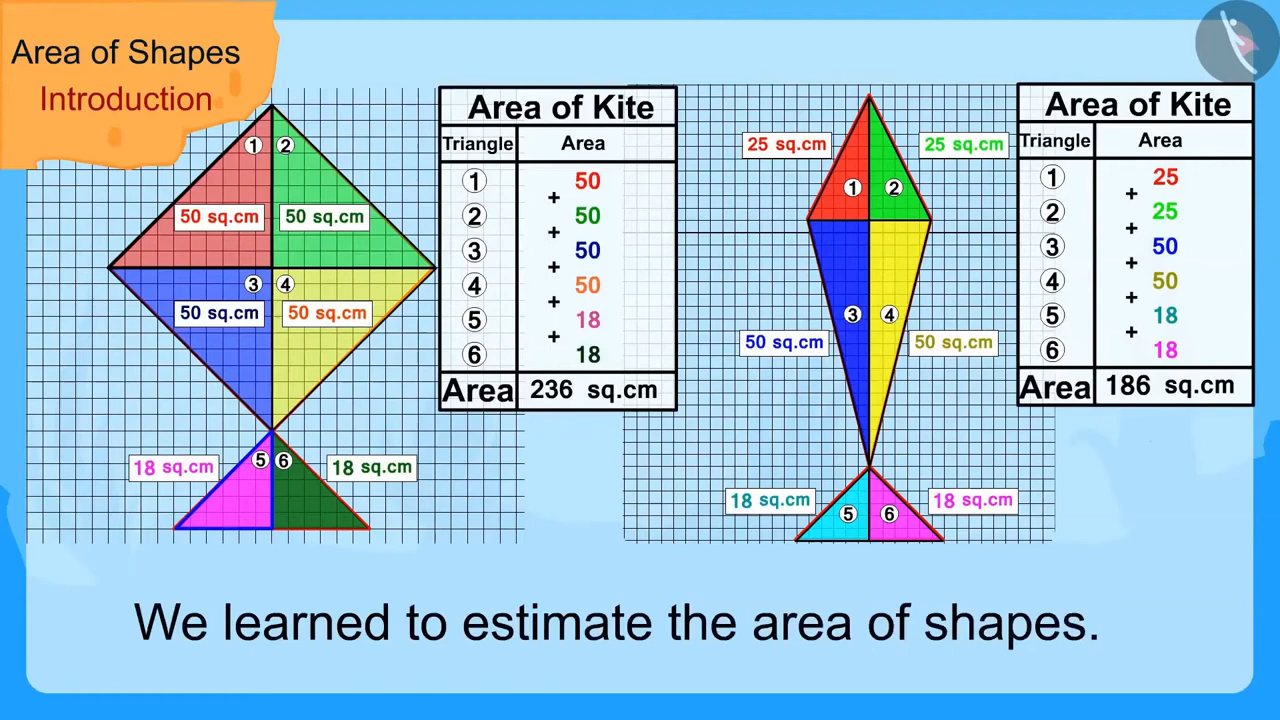 Area of Shapes
Introduction
1 2
50 sq.cm 50 sq.cm
3 4
50 sq.cm 50 sq.cm
5 6
18 sq.cm 18 sq.cm
Area of Kite
Triangle Area
1 50
+
2 50
+
3 50
+
4 50
+
5 18
+
6 18
Area 236 sq.cm
25 sq.cm 25 sq.cm
1 2
3 4
50 sq.cm 50 sq.cm
18 sq.cm 18 sq.cm
5 6
Area of Kite
Triangle Area
1 25
+
2 25
+
3 50
+
4 50
+
5 18
+
6 18
Area 186 sq.cm
We learned to estimate the area of shapes.